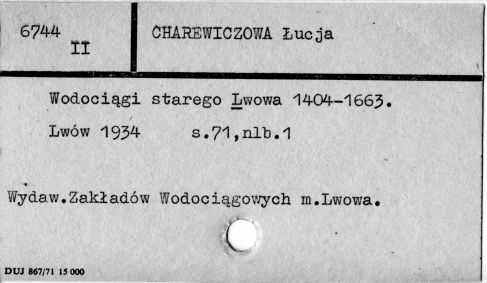 6744
II
CHAREWICZOWA Łucja
Wodociągi starego Lwowa 1404-1663.
Lwów 1934 s.71,nlb.1
Wydaw.Zakładów Wodociągowych m.Lwowa.
DUJ 867/71 15 000